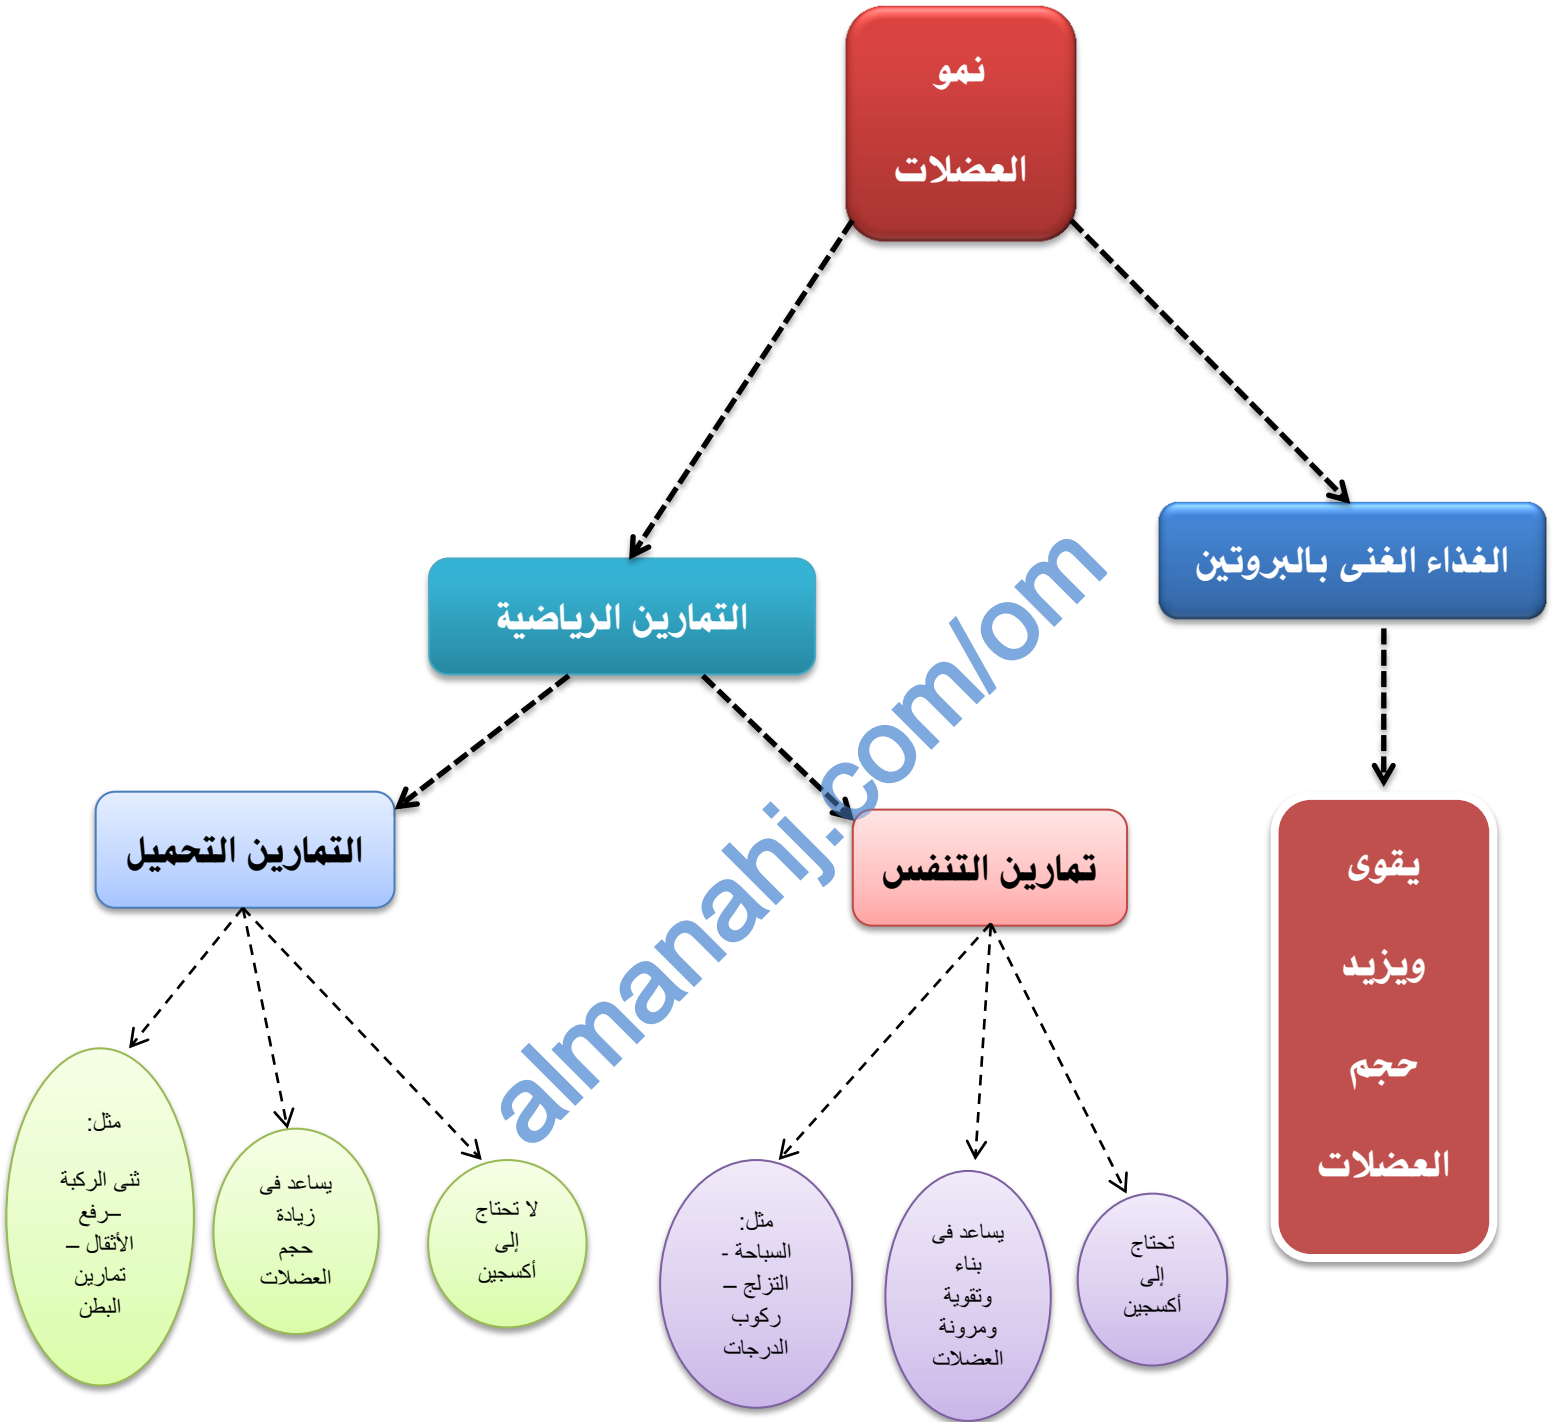 نمو
العضلات
الغذاء الغنى بالبروتين
التمارين الرياضية
يقوى
ويزيد
حجم
العضلات
تمارين التنفس
التمارين التحميل
تحتاج
إلى
أكسجين
يساعد فى
بناء
وتقوية
ومرونة
العضلات
مثل:
السباحة -
التزلج –
ركوب
الدرجات
لا تحتاج
إلى
أكسجين
يساعد فى
زيادة
حجم
العضلات
مثل:
ثنى الركبة
–رفع
الأثقال –
تمارين
البطن
almanahj.com/om